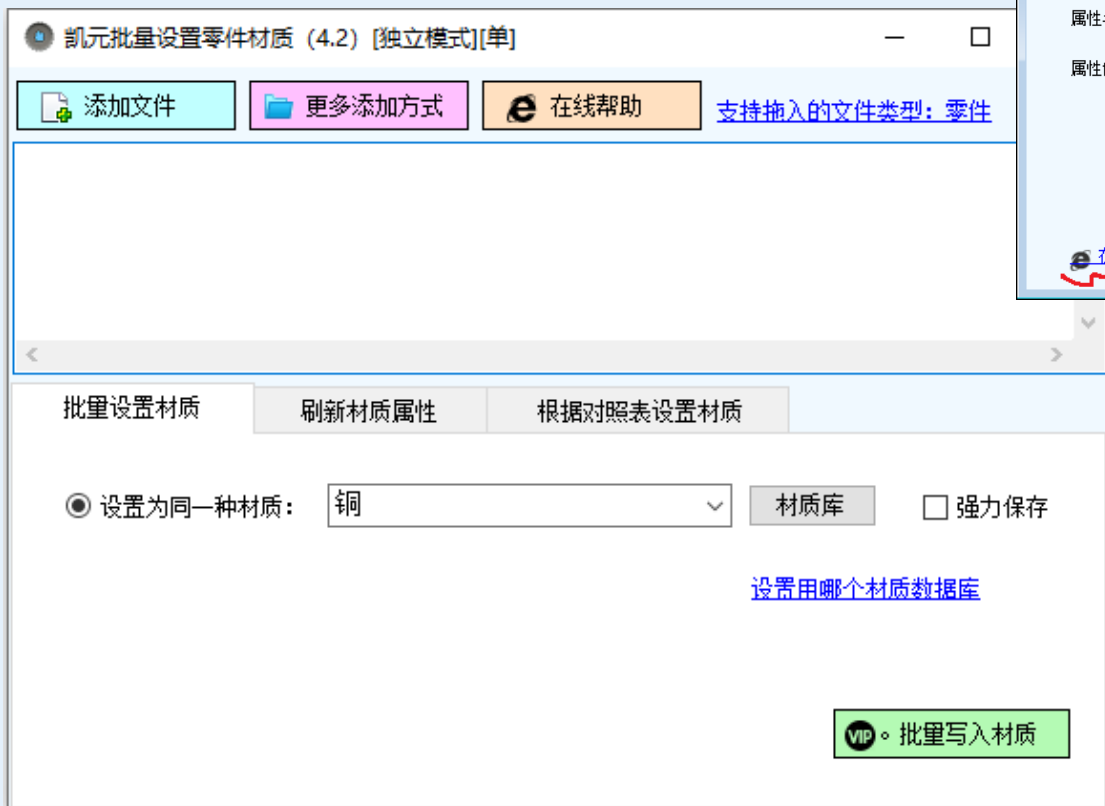 凯元批量设置零件材质（4.2）[独立模式][单]
添加文件
更多添加方式
在线帮助
支持拖入的文件类型：零件
属性
属性
批量设置材质
刷新材质属性
根据对照表设置材质
设置为同一种材质：
铜
材质库
强力保存
设置用哪个材质数据库
VIP
批量写入材质